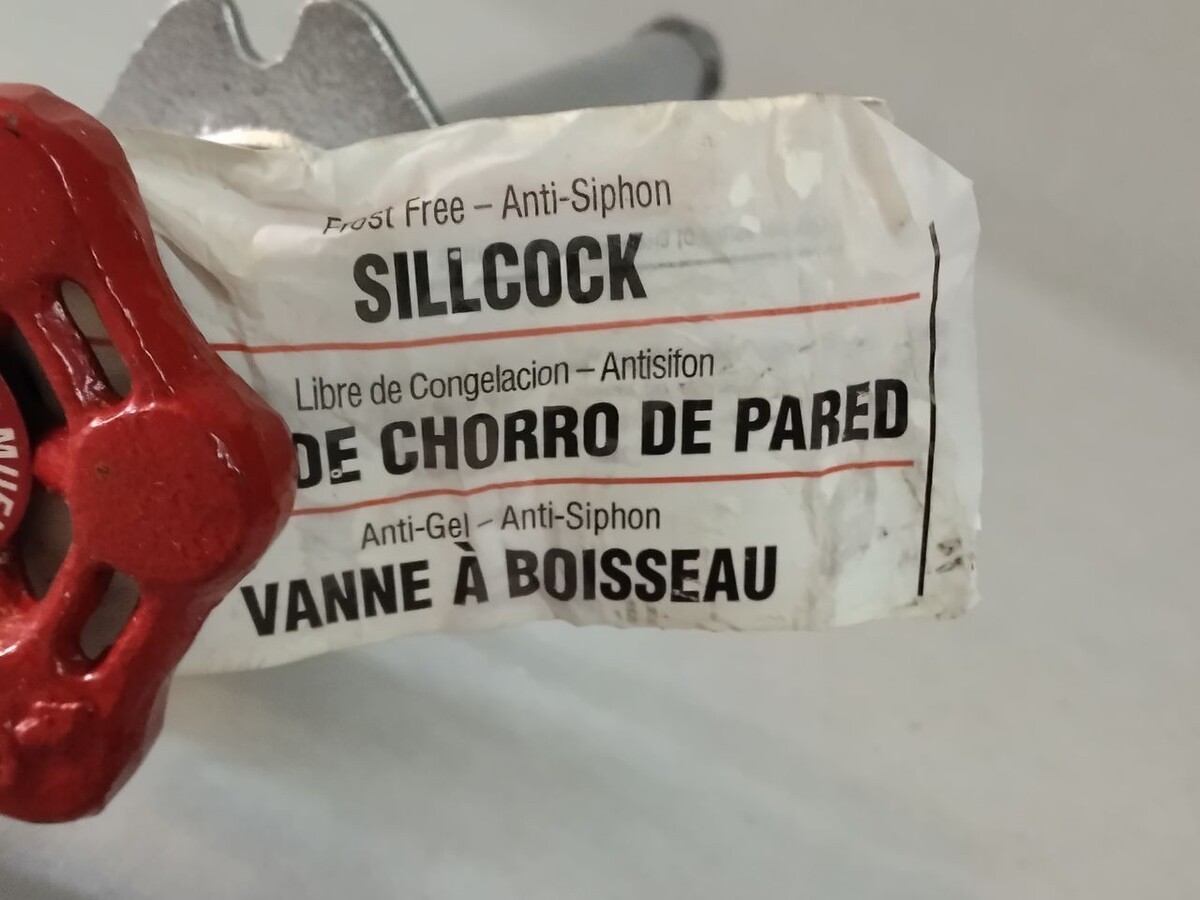 Frost Free – Anti-Siphon
SILLCOCK
Libre de Congelacion – Antisifon
DE CHORRO DE PARED
Anti-Gel – Anti-Siphon
VANNE À BOISSEAU